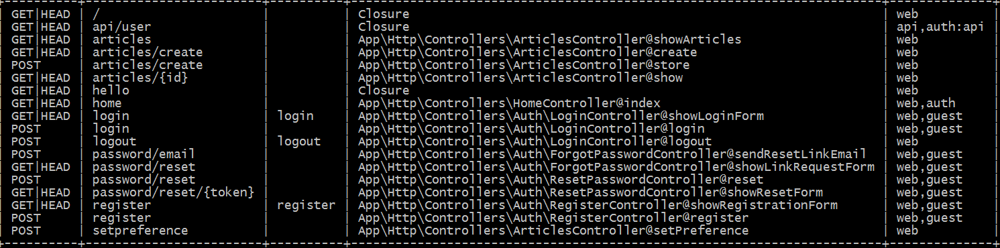 GET|HEAD | / | | Closure | web
GET|HEAD | api/user | | Closure | api,auth:api
GET|HEAD | articles | | App\Http\Controllers\ArticlesController@showArticles | web
GET|HEAD | articles/create | | App\Http\Controllers\ArticlesController@create | web
POST | articles/create | | App\Http\Controllers\ArticlesController@store | web
GET|HEAD | articles/{id} | | App\Http\Controllers\ArticlesController@show | web
GET|HEAD | hello | | Closure | web
GET|HEAD | home | | App\Http\Controllers\HomeController@index | web,auth
GET|HEAD | login | login | App\Http\Controllers\Auth\LoginController@showLoginForm | web,guest
POST | login | | App\Http\Controllers\Auth\LoginController@login | web,guest
POST | logout | logout | App\Http\Controllers\Auth\LoginController@logout | web
POST | password/email | | App\Http\Controllers\Auth\ForgotPasswordController@sendResetLinkEmail | web,guest
GET|HEAD | password/reset | | App\Http\Controllers\Auth\ForgotPasswordController@showLinkRequestForm | web,guest
POST | password/reset | | App\Http\Controllers\Auth\ResetPasswordController@reset | web,guest
GET|HEAD | password/reset/{token} | | App\Http\Controllers\Auth\ResetPasswordController@showResetForm | web,guest
GET|HEAD | register | register | App\Http\Controllers\Auth\RegisterController@showRegistrationForm | web,guest
POST | register | | App\Http\Controllers\Auth\RegisterController@register | web,guest
POST | setpreference | | App\Http\Controllers\ArticlesController@setPreference | web